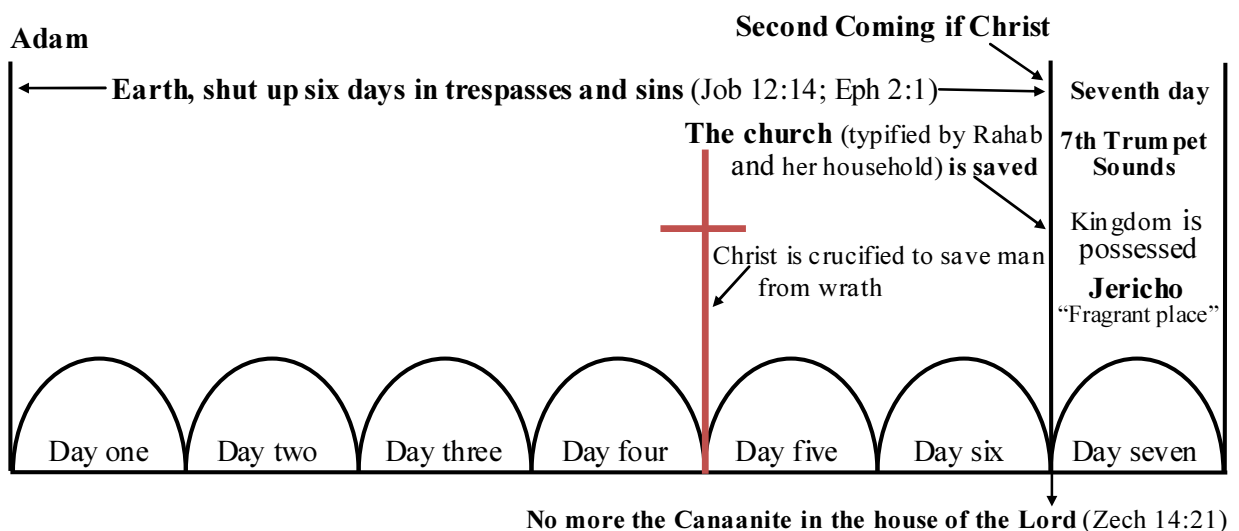 Adam
Second Coming if Christ
Earth, shut up six days in trespasses and sins (Job 12:14; Eph 2:1)
Seventh day
The church (typified by Rahab
and her household) is saved
7th Trumpet
Sounds
Christ is crucified to save man
from wrath
Kingdom is
possessed
Jericho
“Fragrant place”
Day one
Day two
Day three
Day four
Day five
Day six
Day seven
No more the Canaanite in the house of the Lord (Zech 14:21)